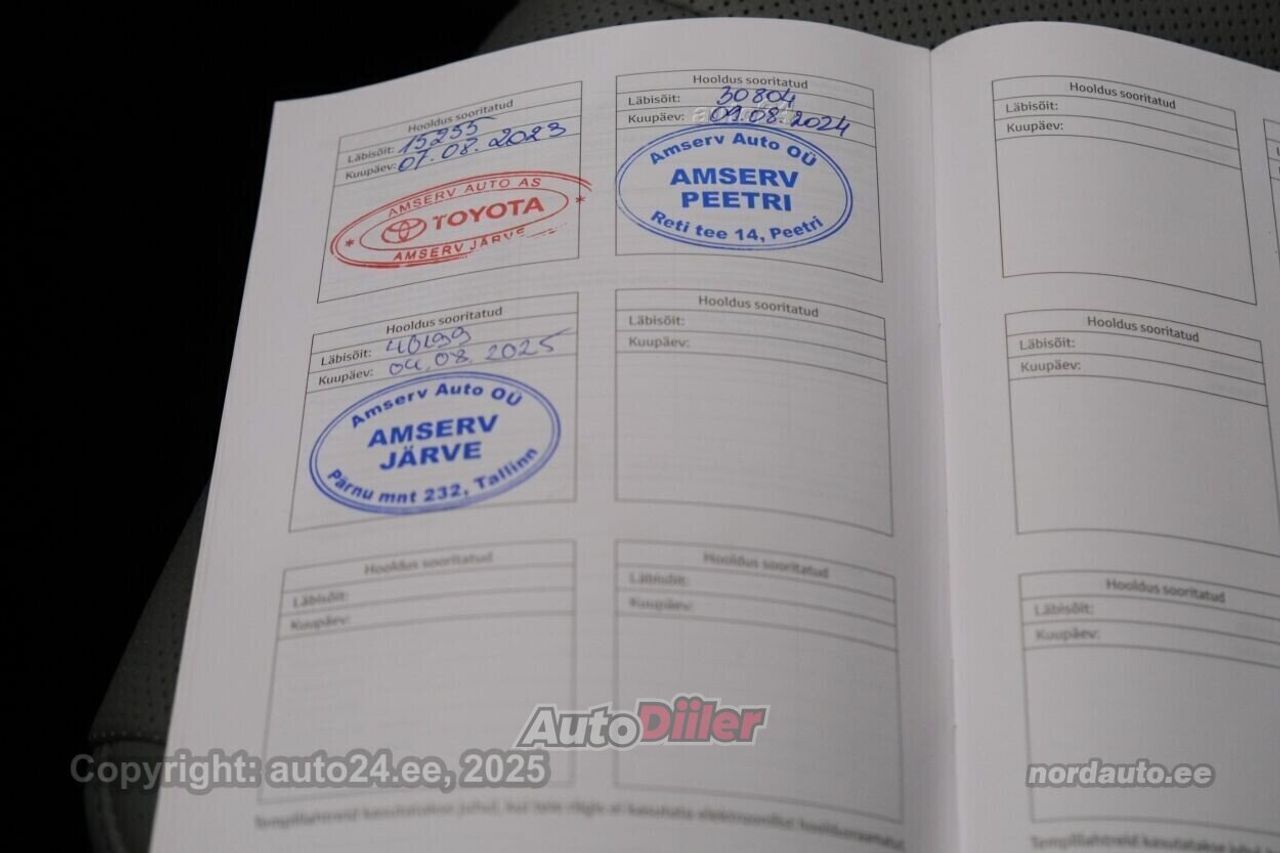 Hooldus sooritatud
Läbisõit: 15255
Kuupäev: 07.08.2023
AMSERV AUTO AS
TOYOTA
AMSERV JÄRVE
Hooldus sooritatud
Läbisõit: 30804
Kuupäev: 09.08.2024
Amserv Auto OÜ
AMSERV
PEETRI
Reti tee 14, Peetri
Hooldus sooritatud
Läbisõit:
Kuupäev: 04.08.2025
Amserv Auto OÜ
AMSERV
JÄRVE
Pärnu mnt 232, Tallinn
Hooldus sooritatud
Läbisõit:
Kuupäev:
Hooldus sooritatud
Läbisõit:
Kuupäev:
Hooldus sooritatud
Läbisõit:
Kuupäev:
Hooldus sooritatud
Läbisõit:
Kuupäev:
Hooldus sooritatud
Läbisõit:
Kuupäev:
Hooldus sooritatud
Läbisõit:
Kuupäev:
AutoDiiler
Copyright: auto24.ee, 2025
nordauto.ee